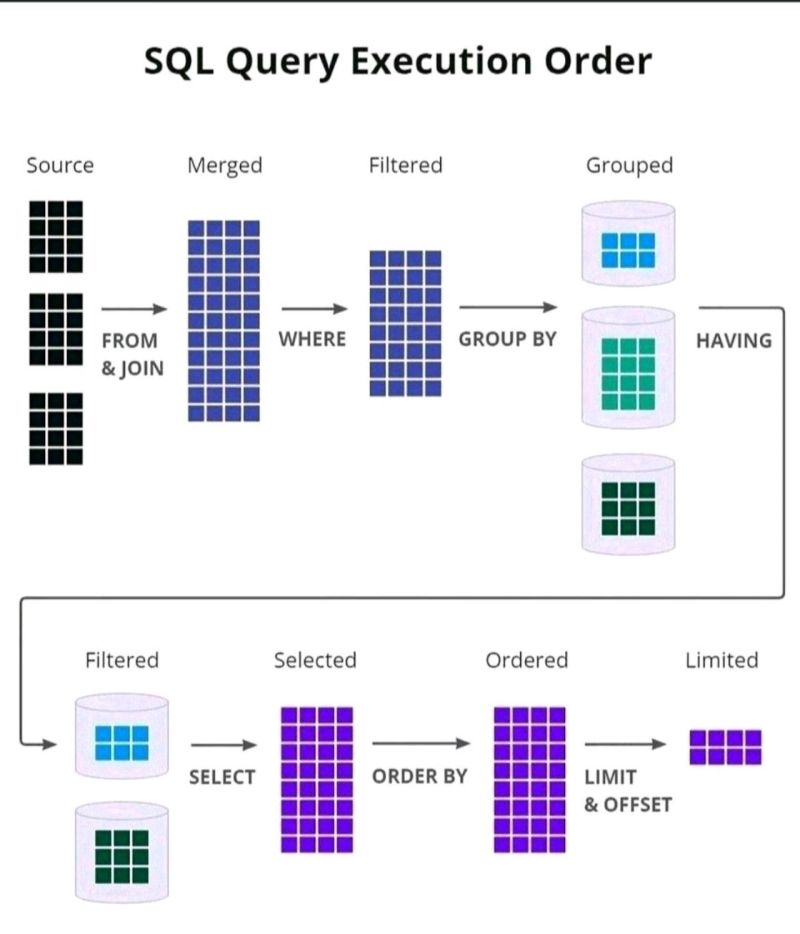 SQL Query Execution Order
Source
Merged
Filtered
Grouped
FROM
& JOIN
WHERE
GROUP BY
HAVING
Filtered
Selected
Ordered
Limited
SELECT
ORDER BY
LIMIT
& OFFSET